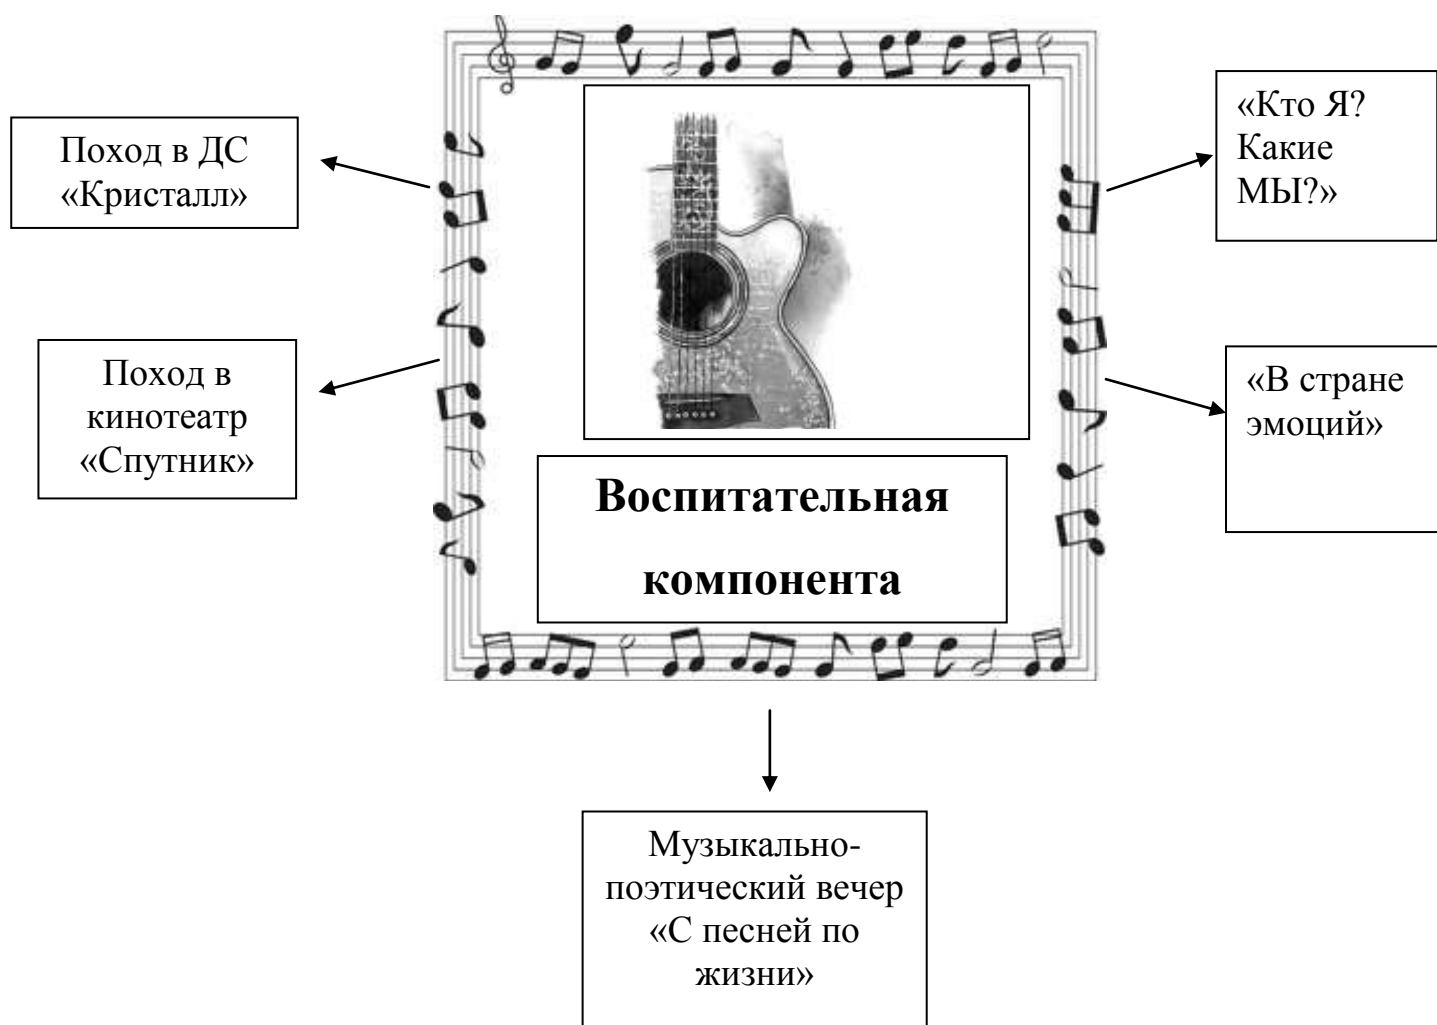 Поход в ДС
«Кристалл»
«Кто Я?
Какие
МЫ?»
Поход в
кинотеатр
«Спутник»
«В стране
эмоций»
Воспитательная
компонента
Музыкально-
поэтический вечер
«С песней по
жизни»